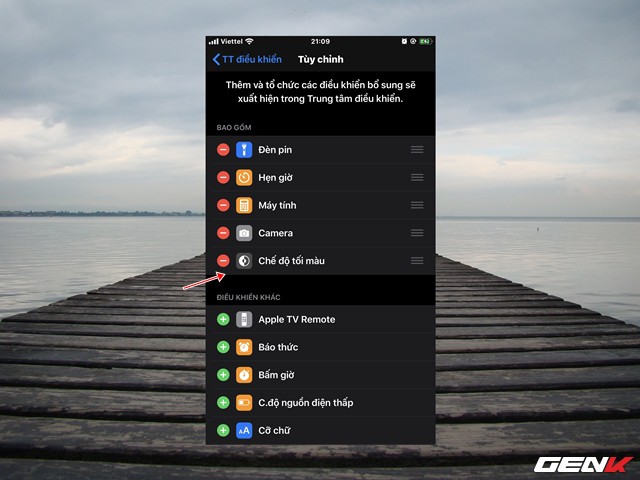 Viettel 21:09
TT điều khiển Tùy chỉnh
Thêm và tổ chức các điều khiển bổ sung sẽ
xuất hiện trong Trung tâm điều khiển.
BAO GỒM
Đèn pin
Hẹn giờ
Máy tính
Camera
Chế độ tối màu
ĐIỀU KHIỂN KHÁC
Apple TV Remote
Báo thức
Bấm giờ
C.độ nguồn điện thấp
AA Cỡ chữ
GENK